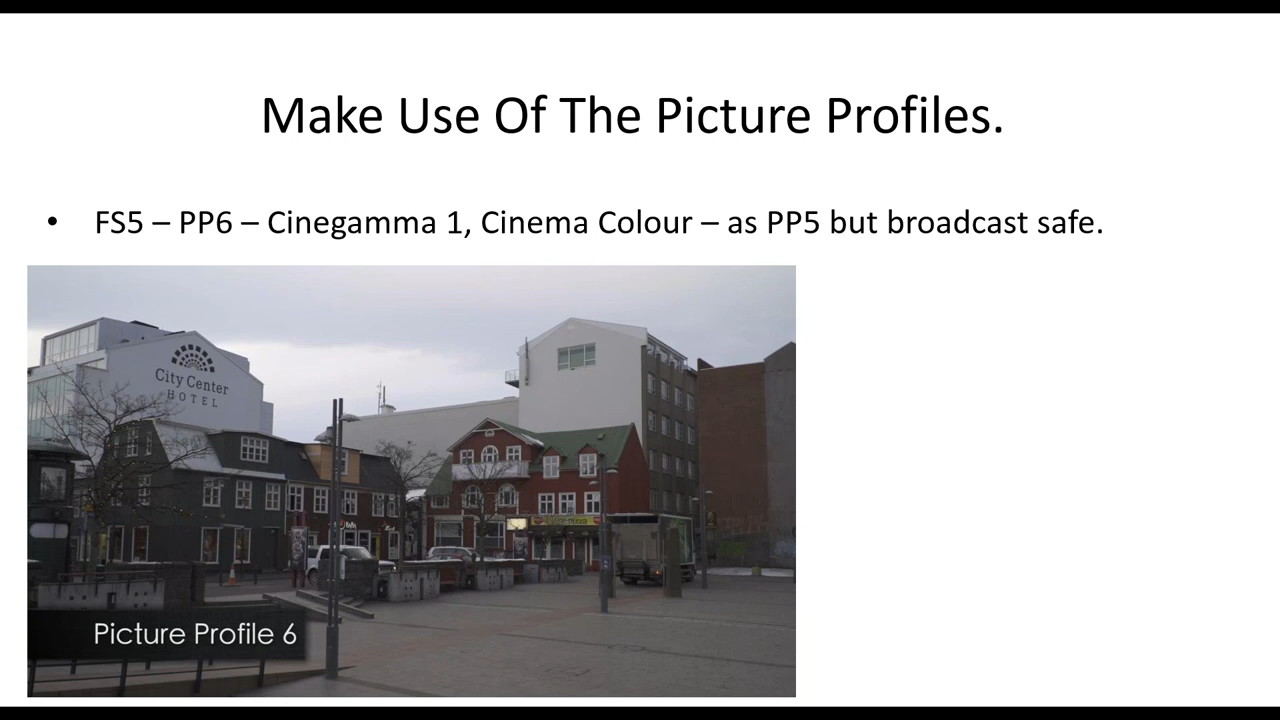 Make Use Of The Picture Profiles.
• FS5 – PP6 – Cinegamma 1, Cinema Colour – as PP5 but broadcast safe.
City Center
HOTEL
Picture Profile 6